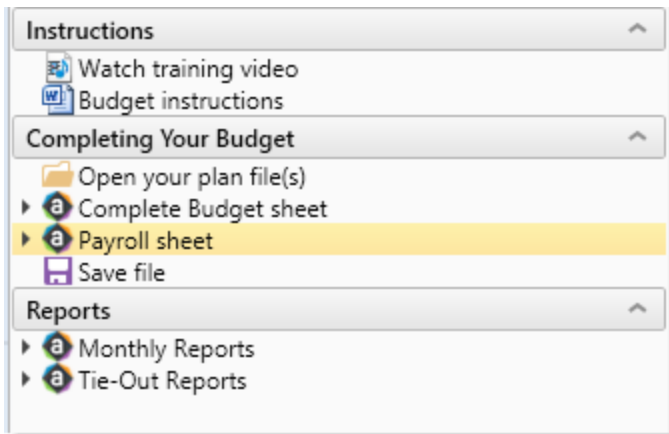 Instructions
Watch training video
Budget instructions
Completing Your Budget
Open your plan file(s)
Complete Budget sheet
Payroll sheet
Save file
Reports
Monthly Reports
Tie-Out Reports